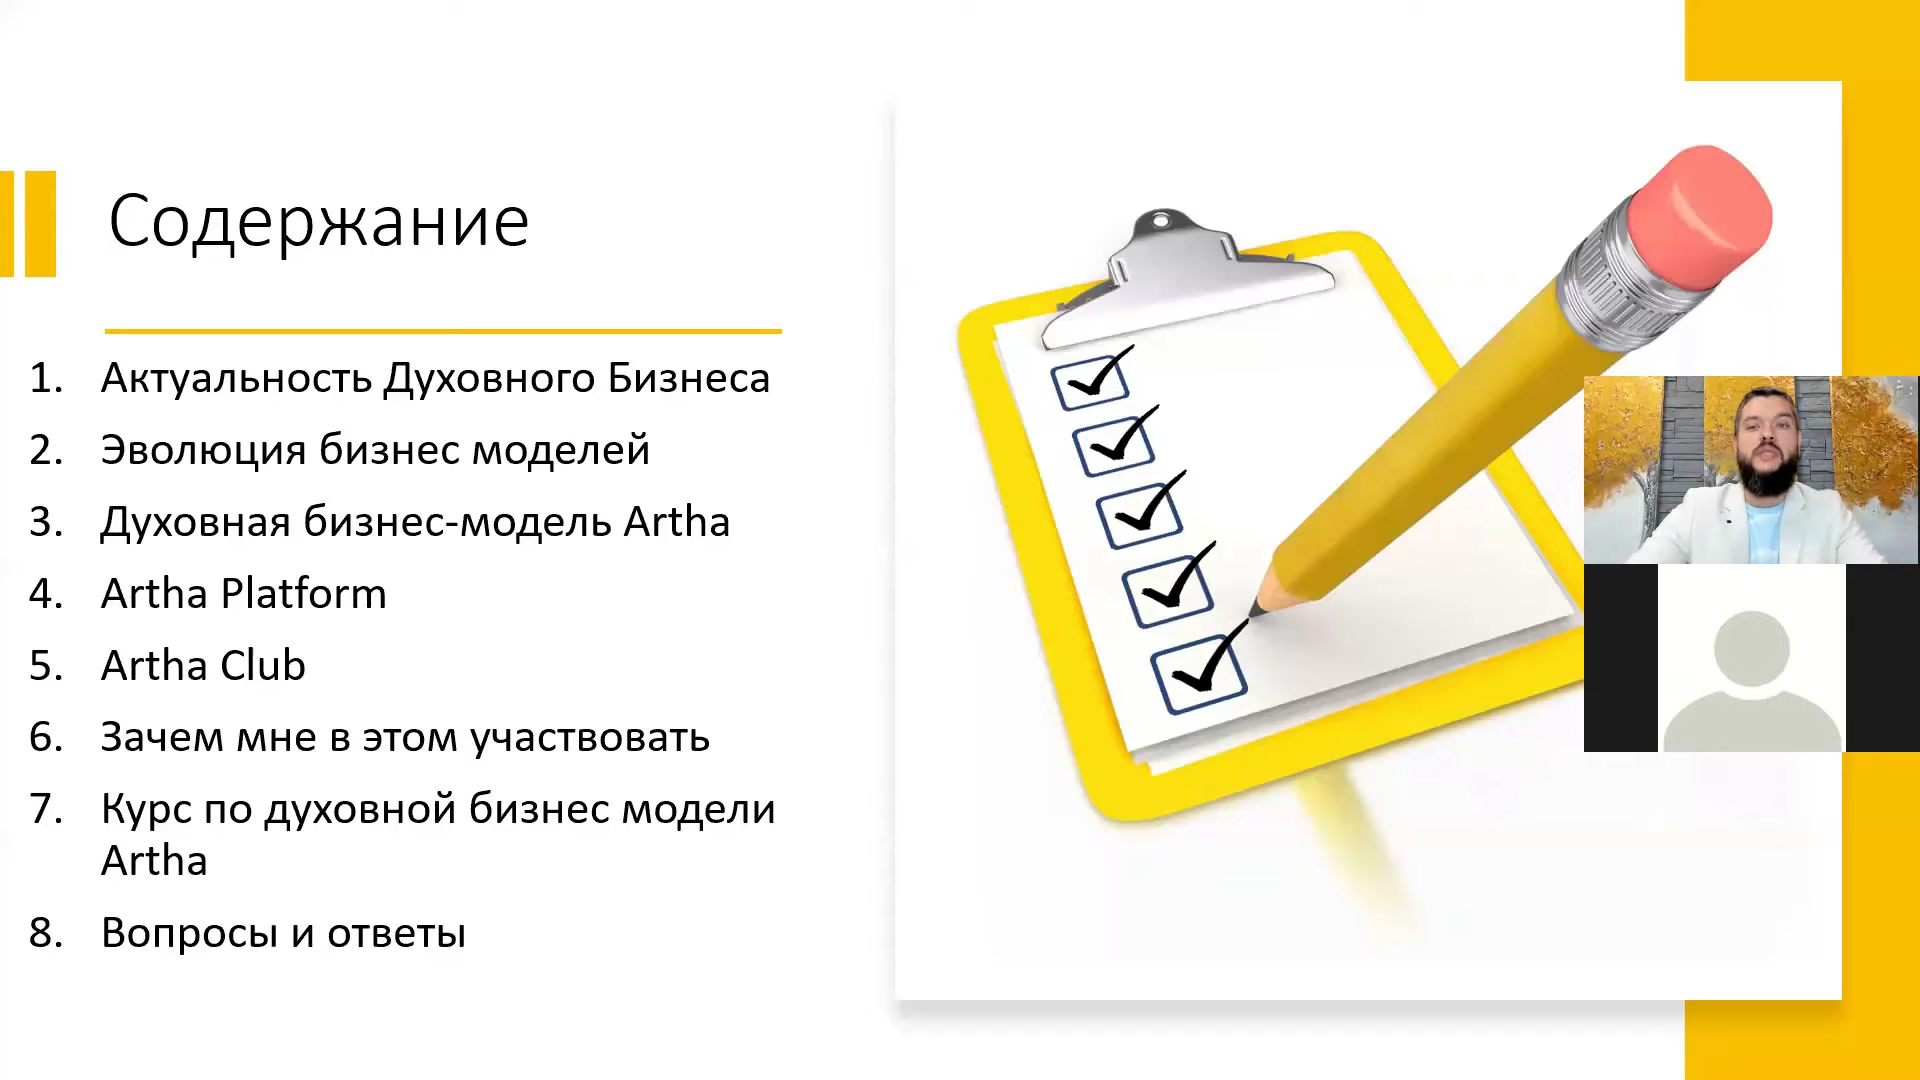 Содержание
1. Актуальность Духовного Бизнеса
2. Эволюция бизнес моделей
3. Духовная бизнес-модель Artha
4. Artha Platform
5. Artha Club
6. Зачем мне в этом участвовать
7. Курс по духовной бизнес модели
Artha
8. Вопросы и ответы